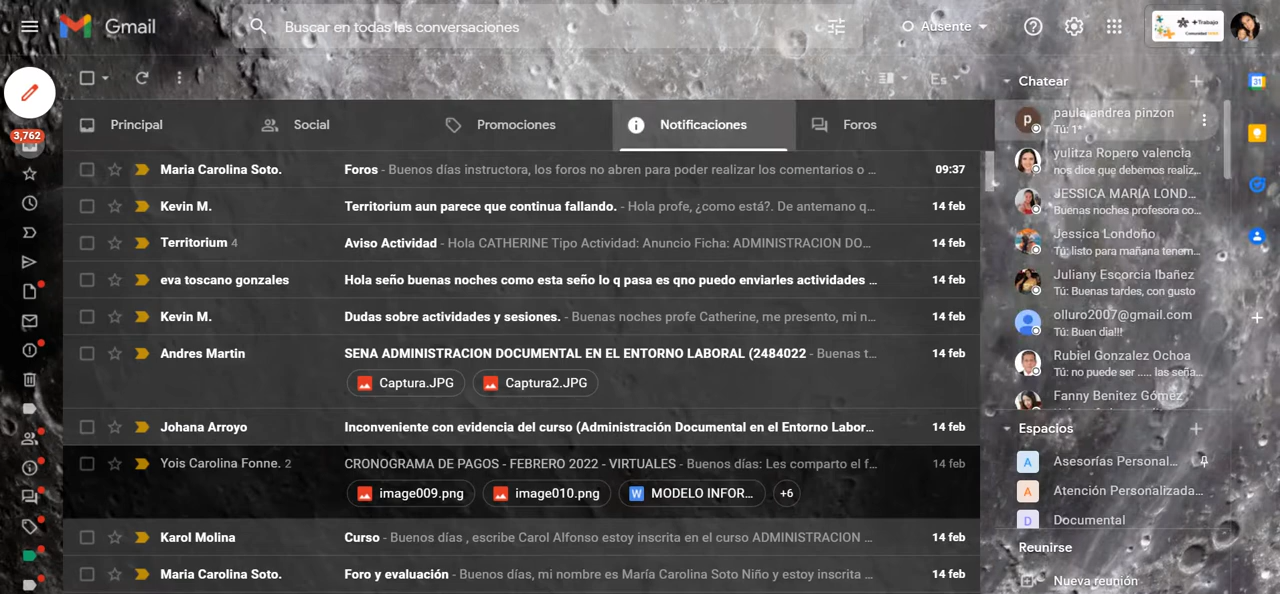 Gmail
Buscar en todas las conversaciones
Ausente
+Trabajo
3,762
Es
Principal
Social
Promociones
Notificaciones
Foros
Maria Carolina Soto. Foros - Buenos días instructora, los foros no abren para poder realizar los comentarios o ... 09:37
Kevin M. Territorium aun parece que continua fallando. - Hola profe, ¿como está?. De antemano q... 14 feb
Territorium 4 Aviso Actividad - Hola CATHERINE Tipo Actividad: Anuncio Ficha: ADMINISTRACION DO... 14 feb
eva toscano gonzales Hola seño buenas noches como esta seño lo q pasa es qno puedo enviarles actividades ... 14 feb
Kevin M. Dudas sobre actividades y sesiones. - Buenas noches profe Catherine, me presento, mi n... 14 feb
Andres Martin SENA ADMINISTRACION DOCUMENTAL EN EL ENTORNO LABORAL (2484022 - Buenas t... 14 feb
Captura.JPG Captura2.JPG
Johana Arroyo Inconveniente con evidencia del curso (Administración Documental en el Entorno Labor... 14 feb
Yois Carolina Fonne. 2 CRONOGRAMA DE PAGOS - FEBRERO 2022 - VIRTUALES - Buenos días: Les comparto el f... 14 feb
image009.png image010.png W MODELO INFOR... +6
Karol Molina Curso - Buenos días , escribe Carol Alfonso estoy inscrita en el curso ADMINISTRACION ... 14 feb
Maria Carolina Soto. Foro y evaluación - Buenos días, mi nombre es María Carolina Soto Niño y estoy inscrita ... 14 feb
Chatear
p
paula andrea pinzon
Tú: 1*
yulitza Ropero valencia
nos dice que debemos realiz...
JESSICA MARÍA LOND...
Buenas noches profesora co...
Jessica Londoño
Tú: listo para mañana tenem...
Juliany Escorcia Ibañez
Tú: Buenas tardes, con gusto
olluro2007@gmail.com
Tú: Buen dia!!!
Rubiel Gonzalez Ochoa
Tú: no puede ser ..... las seña...
Fanny Benitez Gómez
Espacios
A Asesorías Personal...
A Atención Personalizada...
D Documental
Reunirse
Nueva reunión
31